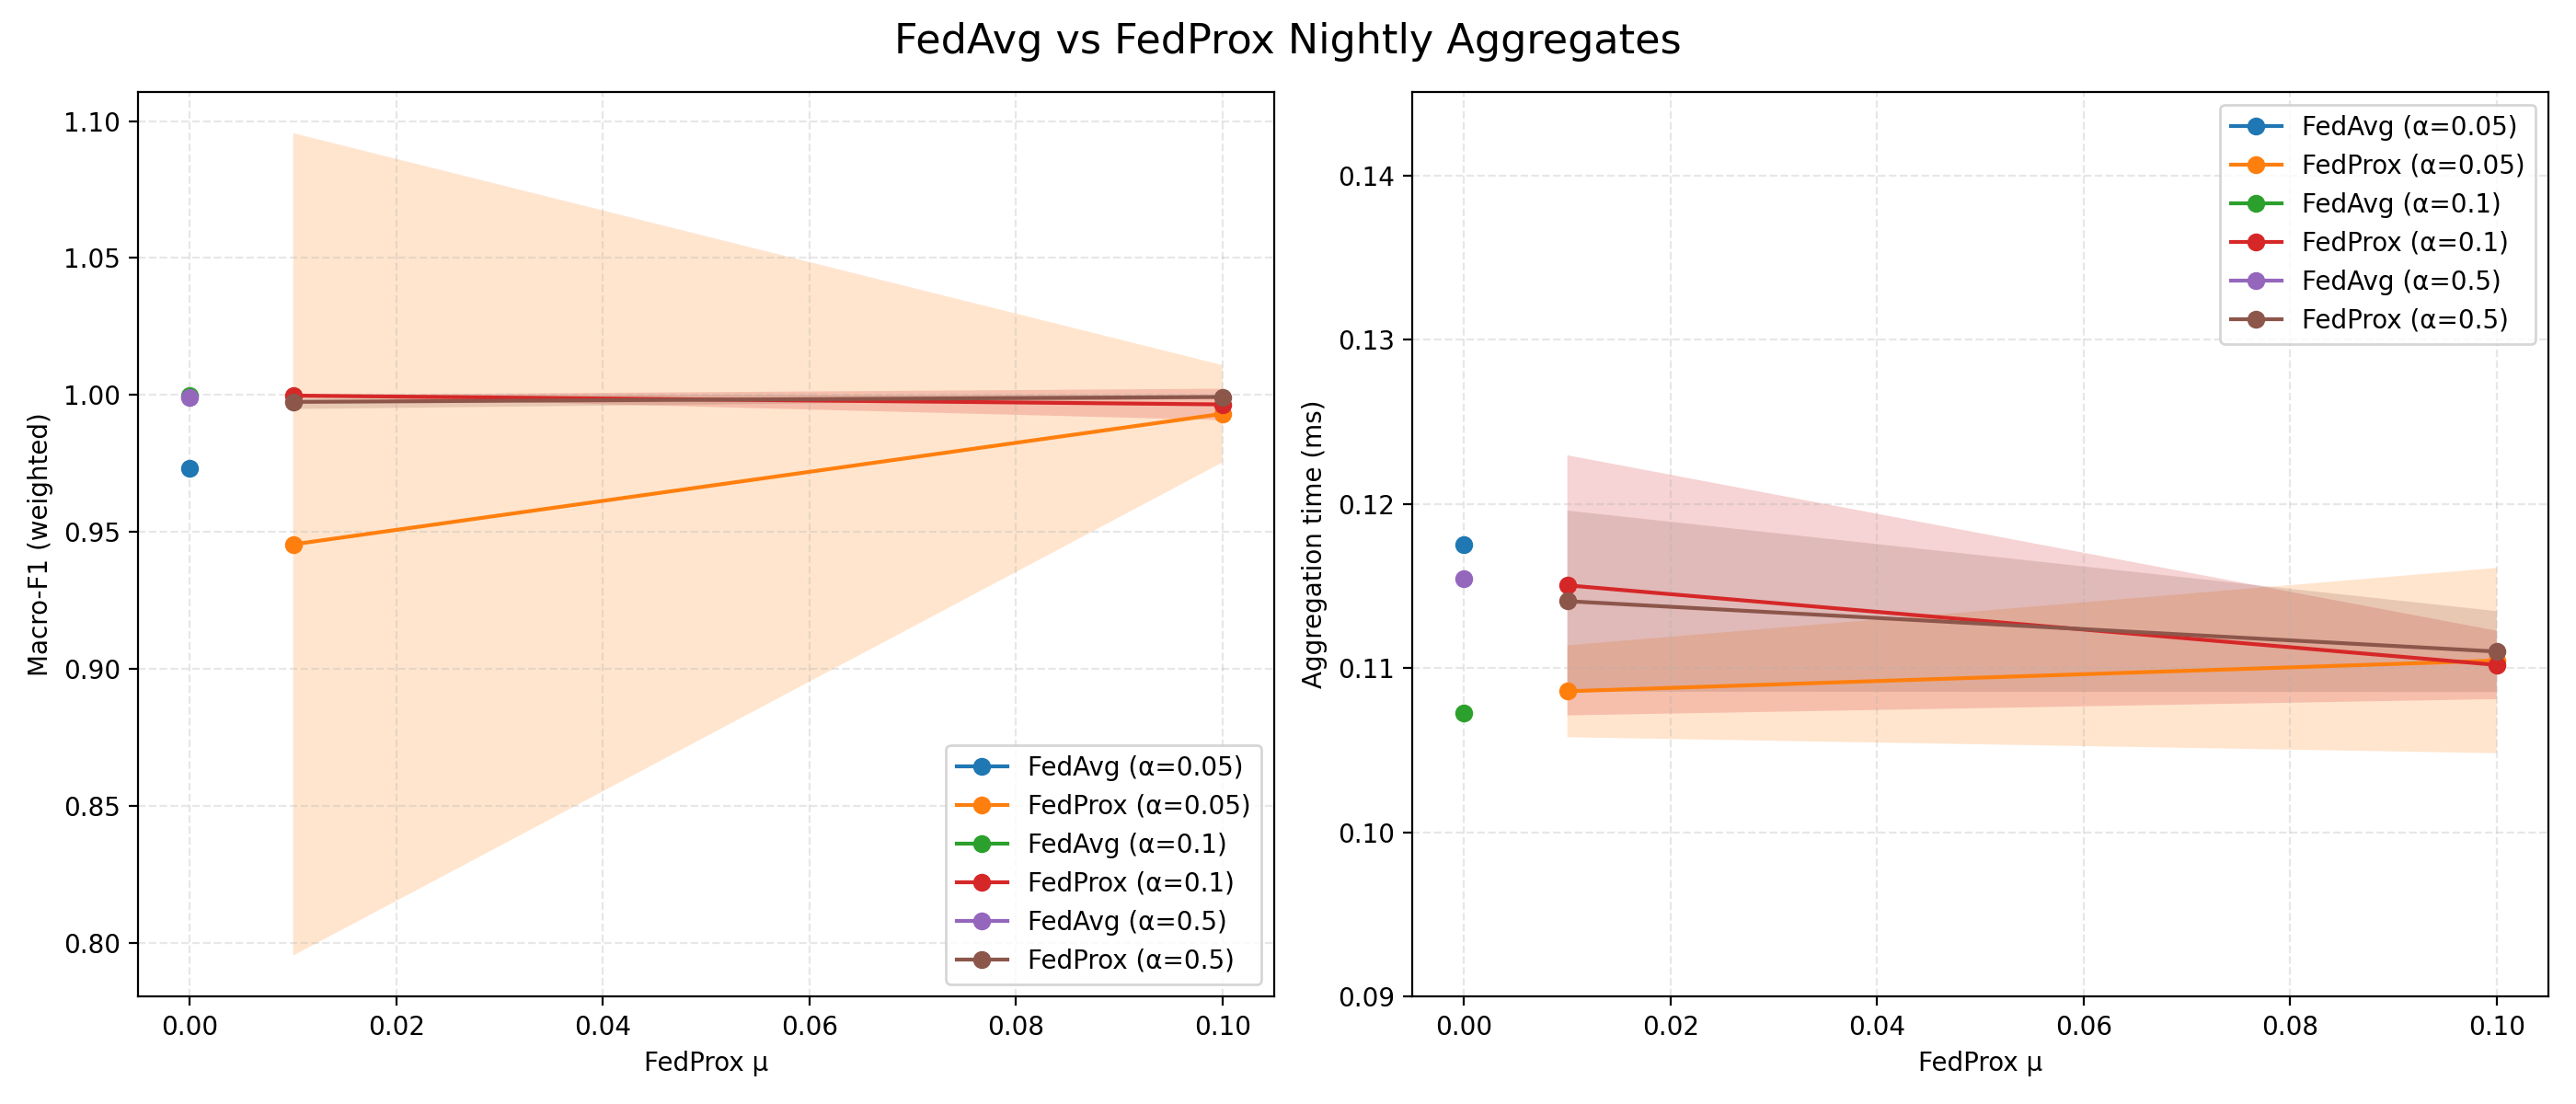 FedAvg vs FedProx Nightly Aggregates
Macro-F1 (weighted)
1.10
1.05
1.00
0.95
0.90
0.85
0.80
0.00 0.02 0.04 0.06 0.08 0.10
FedProx μ
FedAvg (α=0.05)
FedProx (α=0.05)
FedAvg (α=0.1)
FedProx (α=0.1)
FedAvg (α=0.5)
FedProx (α=0.5)
Aggregation time (ms)
0.14
0.13
0.12
0.11
0.10
0.09
0.00 0.02 0.04 0.06 0.08 0.10
FedProx μ
FedAvg (α=0.05)
FedProx (α=0.05)
FedAvg (α=0.1)
FedProx (α=0.1)
FedAvg (α=0.5)
FedProx (α=0.5)